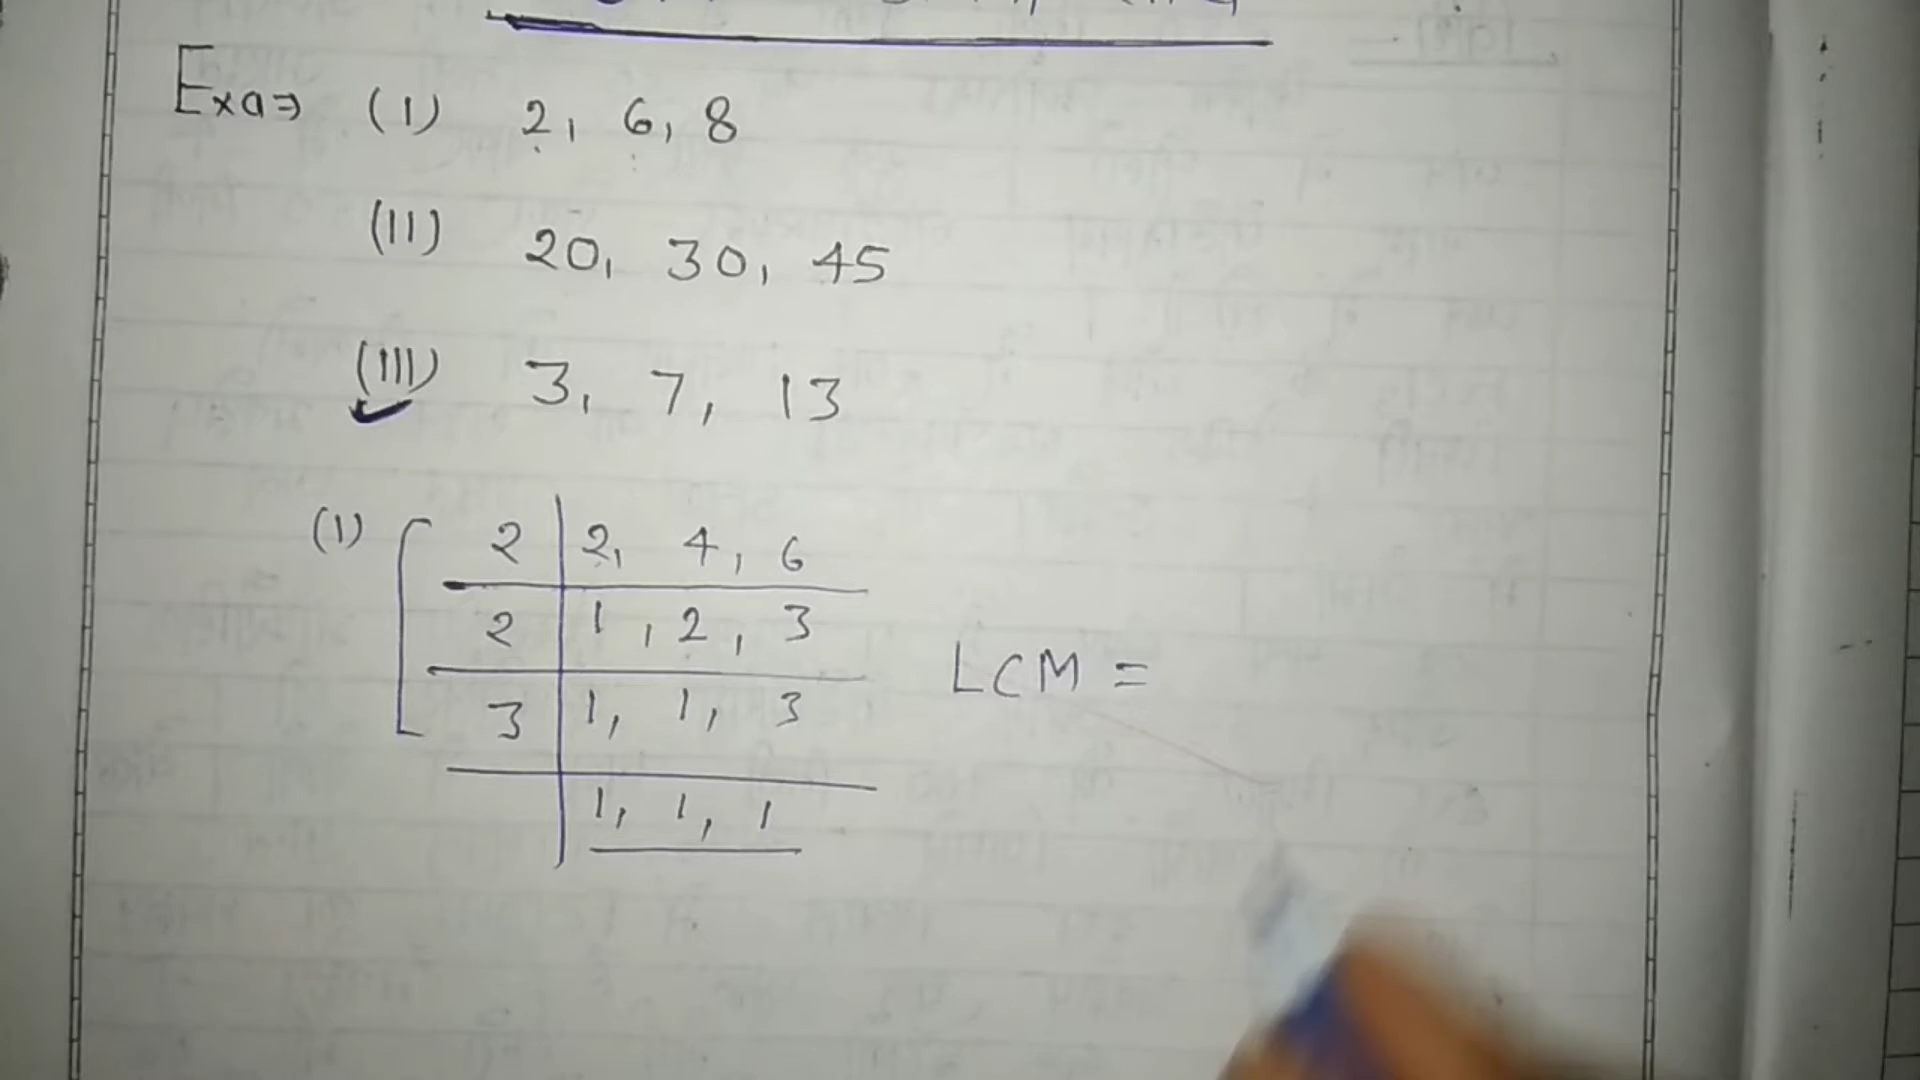 Exa⇒ (I) 2, 6, 8
(II) 20, 30, 45
(III) 3, 7, 13
(1) 2 | 2, 4, 6
2 | 1, 2, 3
LCM =
3 | 1, 1, 3
1, 1, 1